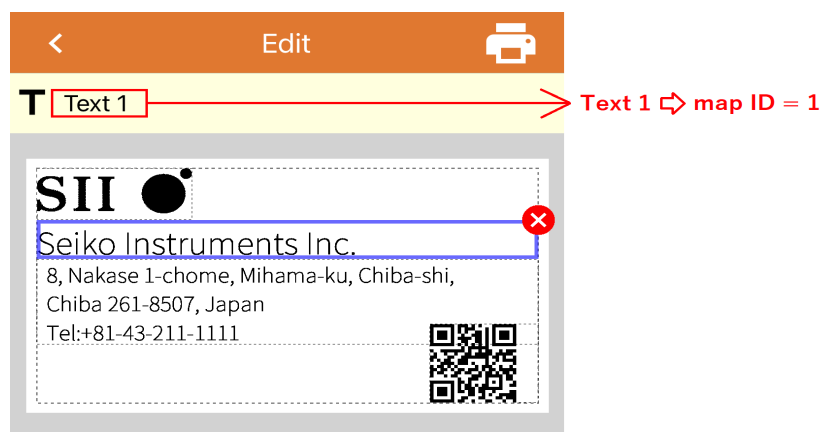 Edit
T Text 1
Text 1 ⇨ map ID = 1
SII
Seiko Instruments Inc.
8, Nakase 1-chome, Mihama-ku, Chiba-shi,
Chiba 261-8507, Japan
Tel:+81-43-211-1111